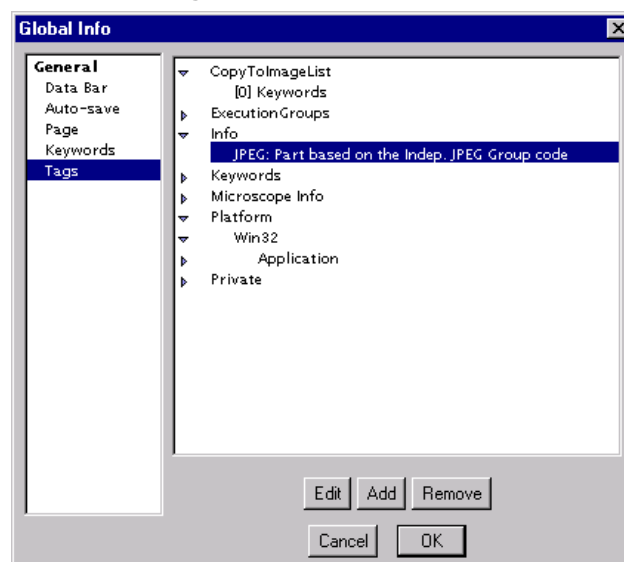 Global Info
General
Data Bar
Auto-save
Page
Keywords
Tags
CopyToImageList
[0] Keywords
ExecutionGroups
Info
JPEG: Part based on the Indep. JPEG Group code
Keywords
Microscope Info
Platform
Win32
Application
Private
Edit Add Remove
Cancel OK